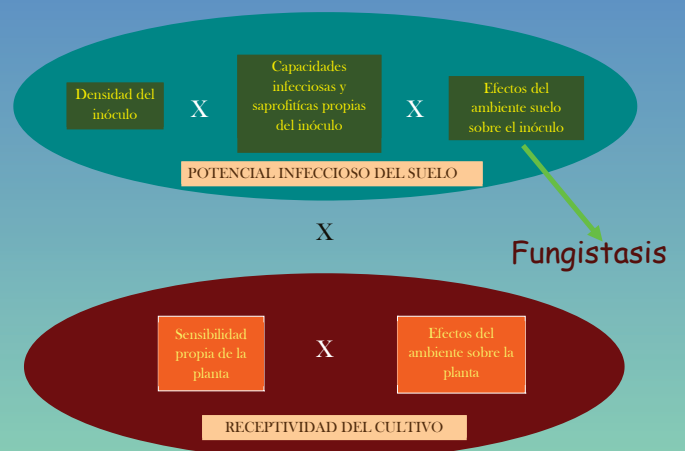 Densidad del
inóculo
X
Capacidades
infecciosas y
saprofitícas propias
del inóculo
X
Efectos del
ambiente suelo
sobre el inóculo
POTENCIAL INFECCIOSO DEL SUELO
X
Fungistasis
Sensibilidad
propia de la
planta
X
Efectos del
ambiente sobre la
planta
RECEPTIVIDAD DEL CULTIVO